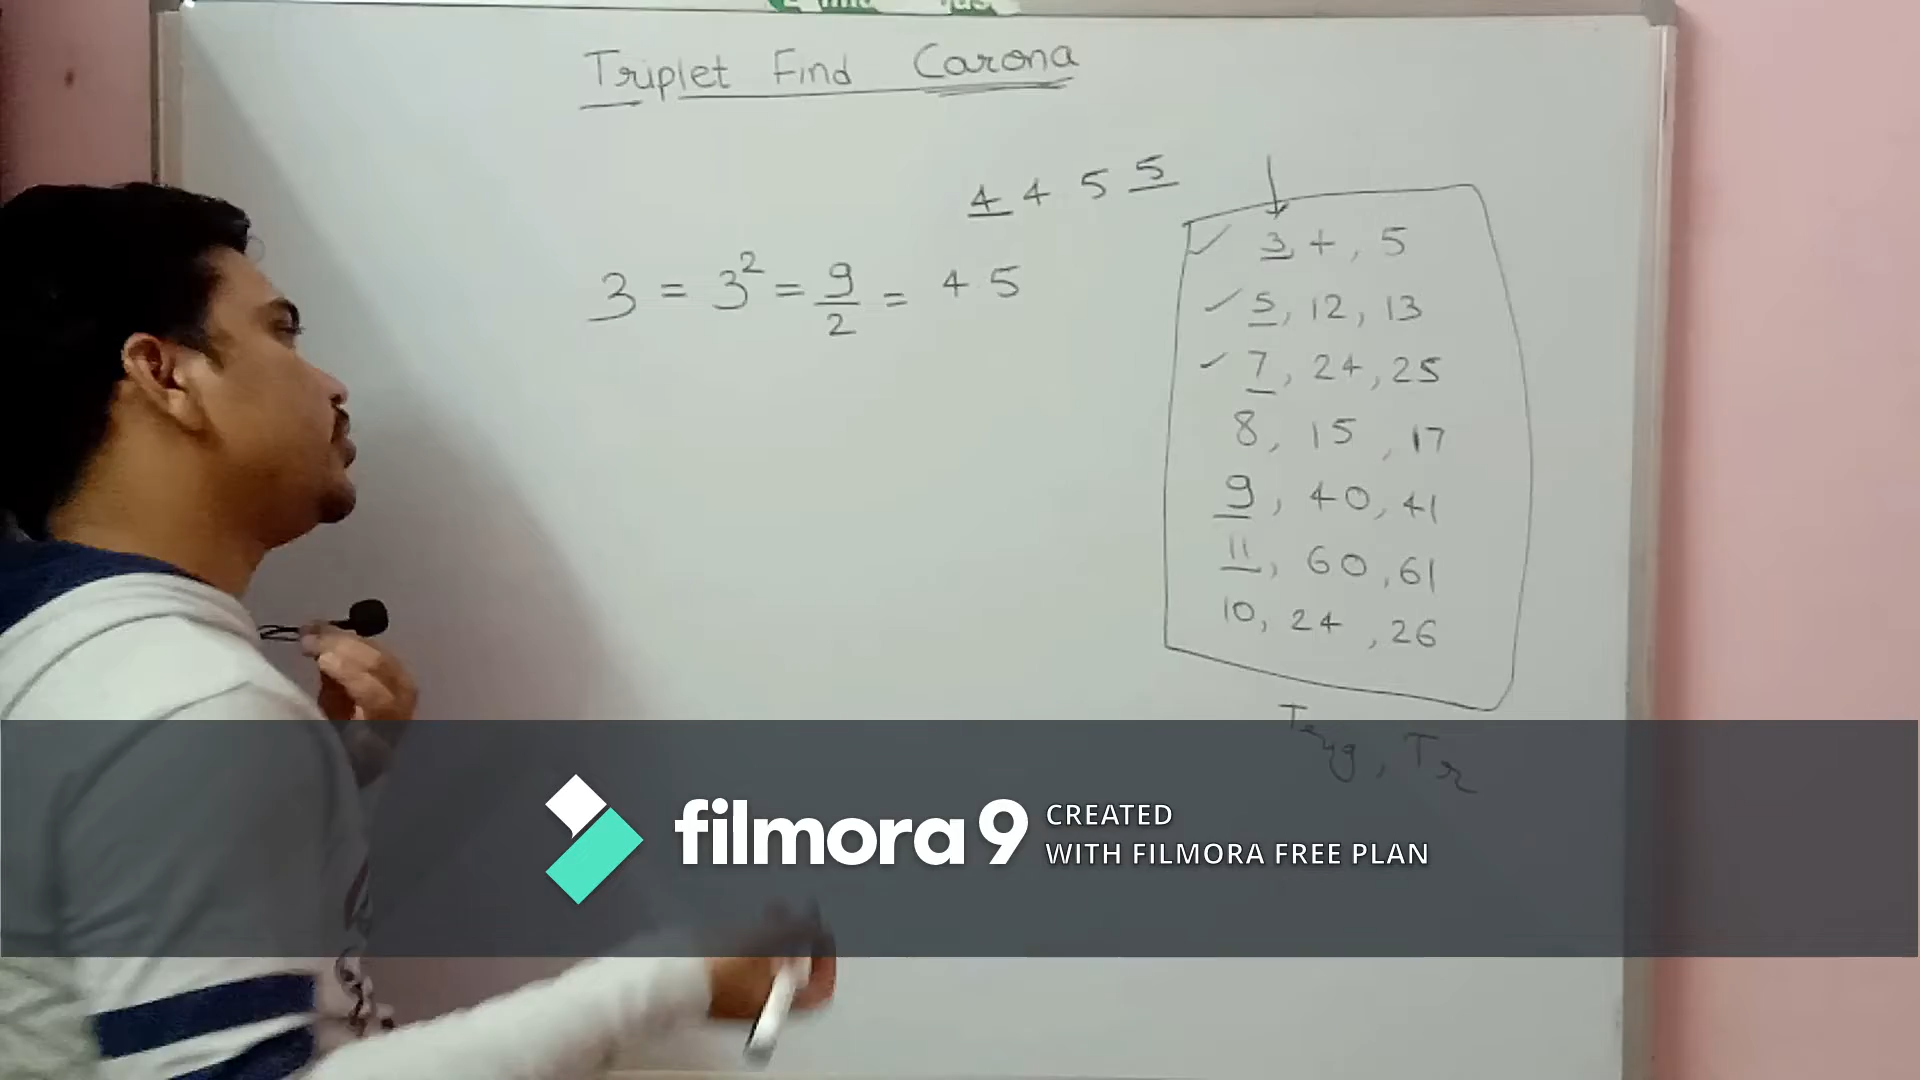 Triplet Find Carona
4 4 5 5
3 = 3² = 9/2 = 4.5
3, 4, 5
5, 12, 13
7, 24, 25
8, 15, 17
9, 40, 41
11, 60, 61
10, 24, 26
filmora9 CREATED
WITH FILMORA FREE PLAN